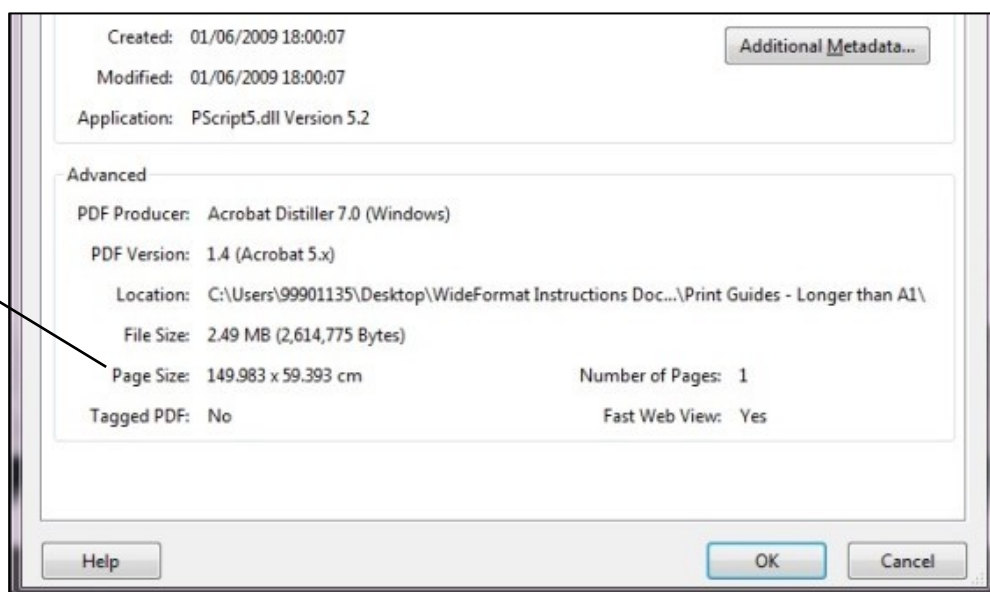 Created: 01/06/2009 18:00:07
Additional Metadata...
Modified: 01/06/2009 18:00:07
Application: PScript5.dll Version 5.2
Advanced
PDF Producer: Acrobat Distiller 7.0 (Windows)
PDF Version: 1.4 (Acrobat 5.x)
Location: C:\Users\99901135\Desktop\WideFormat Instructions Doc...\Print Guides - Longer than A1\
File Size: 2.49 MB (2,614,775 Bytes)
Page Size: 149.983 x 59.393 cm Number of Pages: 1
Tagged PDF: No Fast Web View: Yes
Help OK Cancel